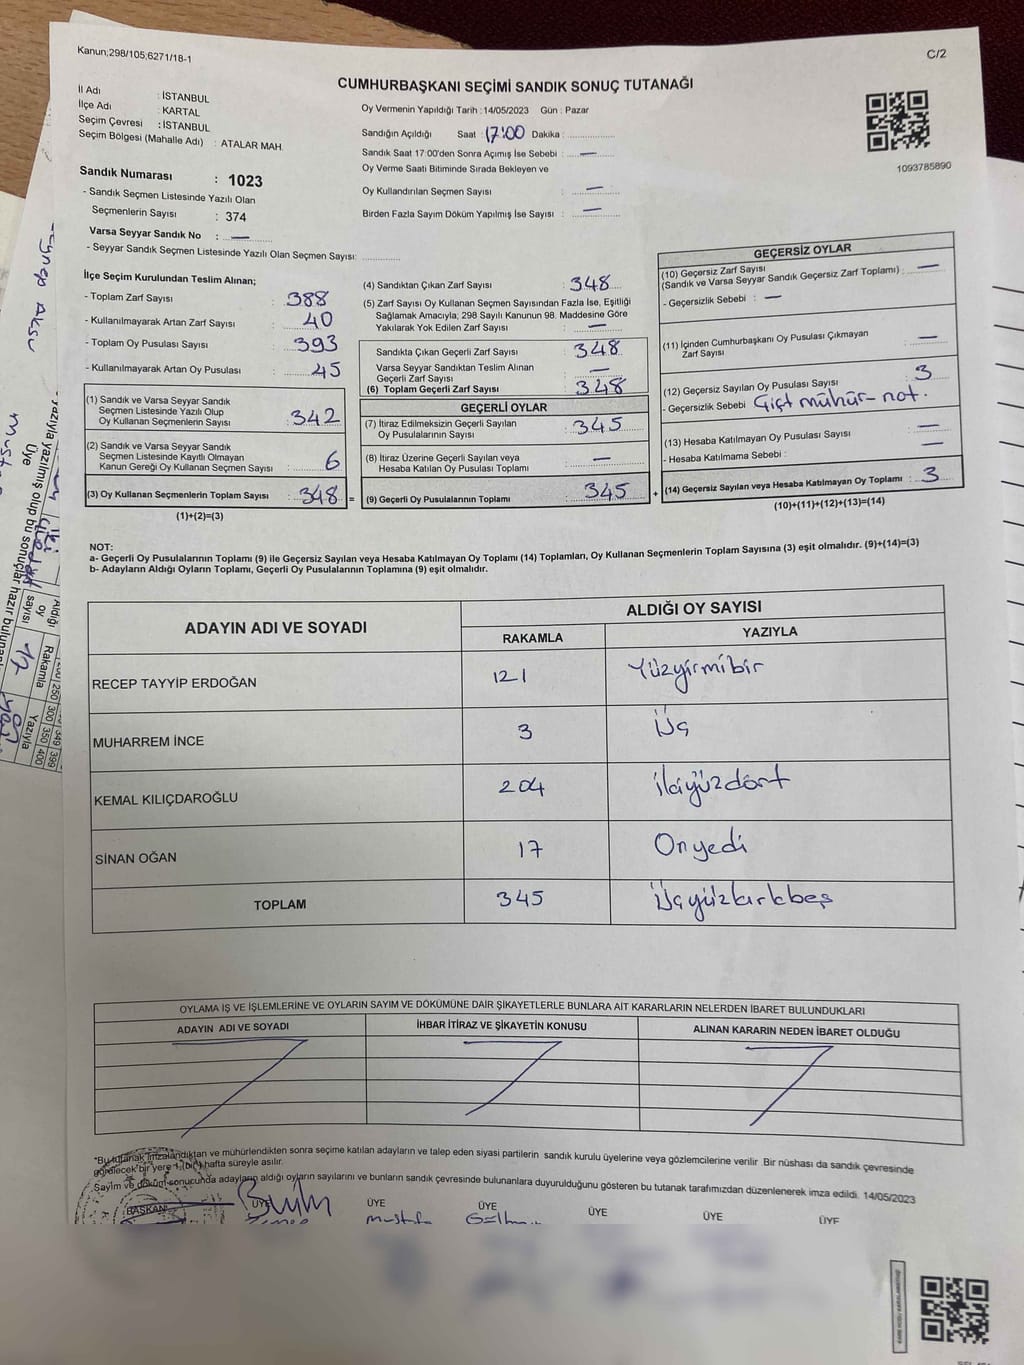 Kanun;298/105;6271/18-1
C/2
CUMHURBAŞKANI SEÇİMİ SANDIK SONUÇ TUTANAĞI
İl Adı : İSTANBUL
İlçe Adı : KARTAL
Seçim Çevresi : İSTANBUL
Seçim Bölgesi (Mahalle Adı) : ATALAR MAH.
Oy Vermenin Yapıldığı Tarih : 14/05/2023 Gün : Pazar
Sandığın Açıldığı Saat : 17:00 Dakika :
Sandık Saat 17:00'den Sonra Açımış İse Sebebi : —
Oy Verme Saati Bitiminde Sırada Bekleyen ve
Oy Kullandırılan Seçmen Sayısı : —
Birden Fazla Sayım Döküm Yapılmış İse Sayısı : —
1093785890
Sandık Numarası : 1023
- Sandık Seçmen Listesinde Yazılı Olan
Seçmenlerin Sayısı : 374
Varsa Seyyar Sandık No : —
- Seyyar Sandık Seçmen Listesinde Yazılı Olan Seçmen Sayısı:
İlçe Seçim Kurulundan Teslim Alınan;
- Toplam Zarf Sayısı : 388
- Kullanılmayarak Artan Zarf Sayısı : 40
- Toplam Oy Pusulası Sayısı : 393
- Kullanılmayarak Artan Oy Pusulası : 45
(1) Sandık ve Varsa Seyyar Sandık
Seçmen Listesinde Yazılı Olup
Oy Kullanan Seçmenlerin Sayısı : 342
(2) Sandık ve Varsa Seyyar Sandık
Seçmen Listesinde Kayıtlı Olmayan
Kanun Gereği Oy Kullanan Seçmen Sayısı : 6
(3) Oy Kullanan Seçmenlerin Toplam Sayısı : 348 =
(1)+(2)=(3)
(4) Sandıktan Çıkan Zarf Sayısı : 348
(5) Zarf Sayısı Oy Kullanan Seçmen Sayısından Fazla İse, Eşitliği
Sağlamak Amacıyla; 298 Sayılı Kanunun 98. Maddesine Göre
Yakılarak Yok Edilen Zarf Sayısı : —
Sandıkta Çıkan Geçerli Zarf Sayısı : 348
Varsa Seyyar Sandıktan Teslim Alınan
Geçerli Zarf Sayısı : —
(6) Toplam Geçerli Zarf Sayısı : 348
GEÇERLİ OYLAR
(7) İtiraz Edilmeksizin Geçerli Sayılan
Oy Pusulalarının Sayısı : 345
(8) İtiraz Üzerine Geçerli Sayılan veya
Hesaba Katılan Oy Pusulası Toplamı : —
(9) Geçerli Oy Pusulalarının Toplamı : 345 +
GEÇERSİZ OYLAR
(10) Geçersiz Zarf Sayısı
(Sandık ve Varsa Seyyar Sandık Geçersiz Zarf Toplamı) : —
- Geçersizlik Sebebi : —
(11) İçinden Cumhurbaşkanı Oy Pusulası Çıkmayan
Zarf Sayısı : —
(12) Geçersiz Sayılan Oy Pusulası Sayısı : 3
- Geçersizlik Sebebi Çift mühür - not.
(13) Hesaba Katılmayan Oy Pusulası Sayısı : —
- Hesaba Katılmama Sebebi : —
(14) Geçersiz Sayılan veya Hesaba Katılmayan Oy Toplamı : 3
(10)+(11)+(12)+(13)=(14)
NOT:
a- Geçerli Oy Pusulalarının Toplamı (9) ile Geçersiz Sayılan veya Hesaba Katılmayan Oy Toplamı (14) Toplamları, Oy Kullanan Seçmenlerin Toplam Sayısına (3) eşit olmalıdır. (9)+(14)=(3)
b- Adayların Aldığı Oyların Toplamı, Geçerli Oy Pusulalarının Toplamına (9) eşit olmalıdır.
ADAYIN ADI VE SOYADI
ALDIĞI OY SAYISI
RAKAMLA YAZIYLA
RECEP TAYYİP ERDOĞAN 121 Yüzyirmibir
MUHARREM İNCE 3 Üç
KEMAL KILIÇDAROĞLU 204 ikiyüzdört
SİNAN OĞAN 17 Onyedi
TOPLAM 345 Üçyüzkırkbeş
OYLAMA İŞ VE İŞLEMLERİNE VE OYLARIN SAYIM VE DÖKÜMÜNE DAİR ŞİKAYETLERLE BUNLARA AİT KARARLARIN NELERDEN İBARET BULUNDUKLARI
ADAYIN ADI VE SOYADI İHBAR İTİRAZ VE ŞİKAYETİN KONUSU ALINAN KARARIN NEDEN İBARET OLDUĞU
"Bu tutanak imzalandıktan ve mühürlendikten sonra seçime katılan adayların ve talep eden siyasi partilerin sandık kurulu üyelerine veya gözlemcilerine verilir. Bir nüshası da sandık çevresinde
görülecek bir yere 1 (bir) hafta süreyle asılır.
Sayım ve döküm sonucunda adayların aldığı oyların sayılarını ve bunların sandık çevresinde bulunanlara duyurulduğunu gösteren bu tutanak tarafımızdan düzenlenerek imza edildi. 14/05/2023
BAŞKAN ÜYE ÜYE ÜYE ÜYE ÜYE ÜYE
Mustafa